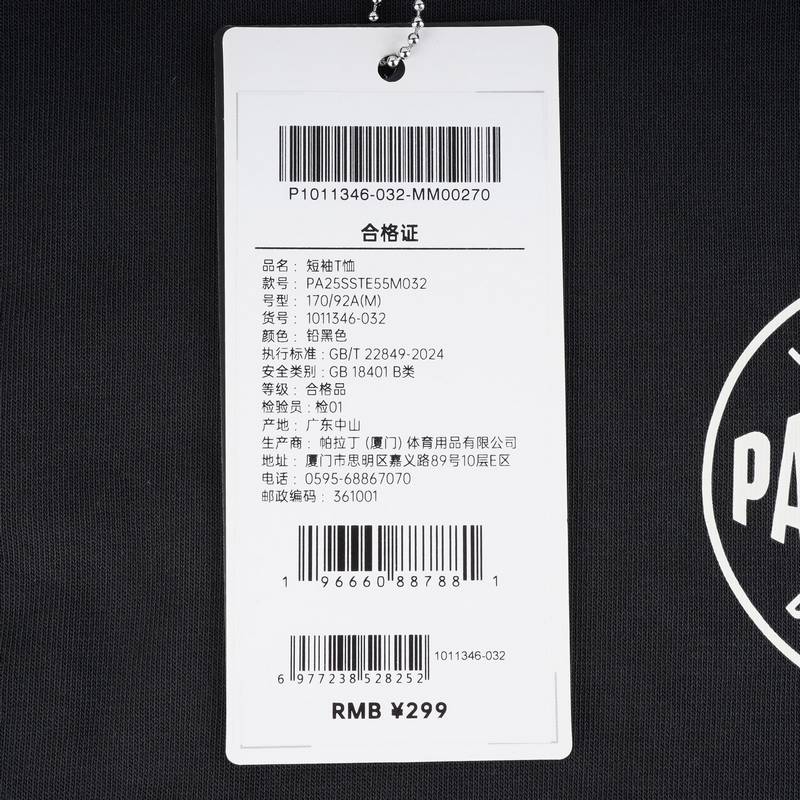 P1011346-032-MM00270
合格证
品名： 短袖T恤
款号： PA25SSTE55M032
号型： 170/92A(M)
货号： 1011346-032
颜色： 铅黑色
执行标准：GB/T 22849-2024
安全类别：GB 18401 B类
等级： 合格品
检验员：检01
产地： 广东中山
生产商： 帕拉丁 (厦门) 体育用品有限公司
地址： 厦门市思明区嘉义路89号10层E区
电话： 0595-68867070
邮政编码： 361001
1 96660 88788 1
1011346-032
6 977238 528252
RMB ¥299